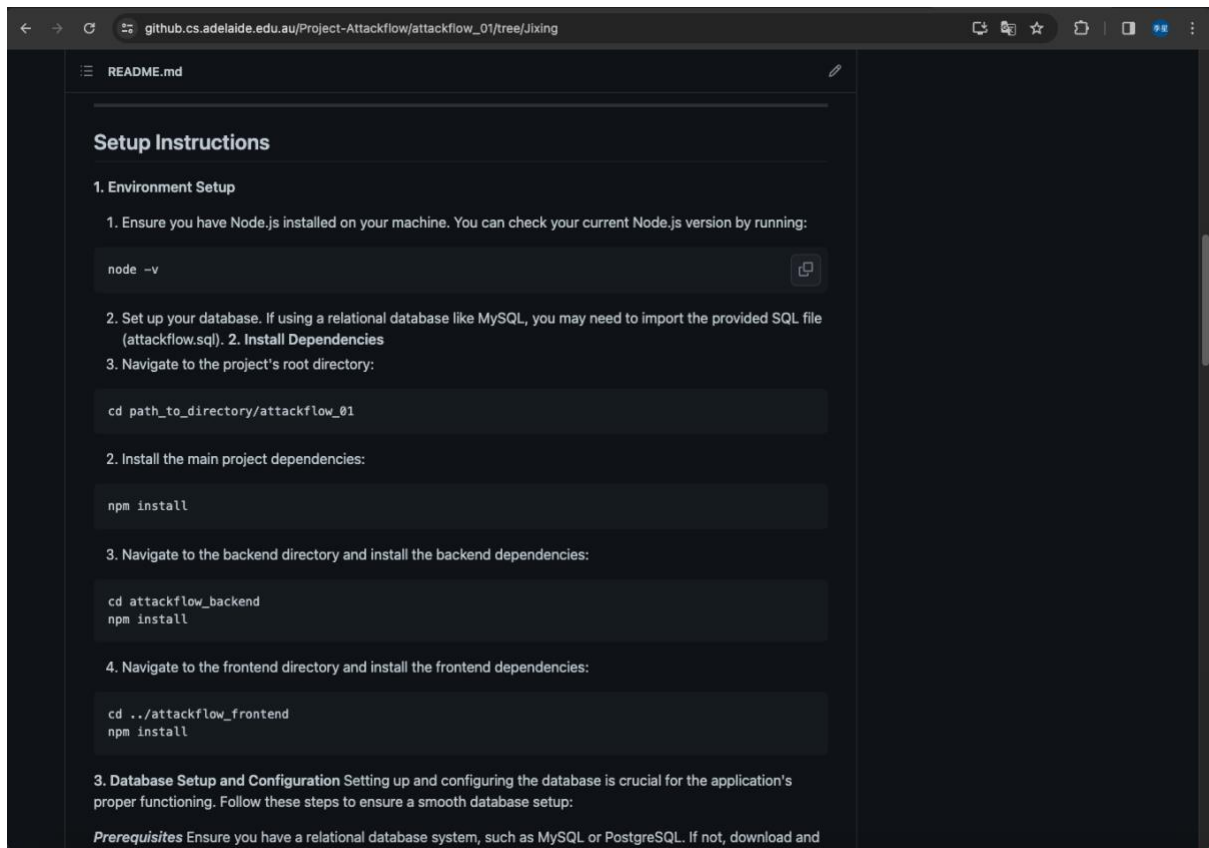 github.cs.adelaide.edu.au/Project-Attackflow/attackflow_01/tree/Jixing
季星
README.md
Setup Instructions
1. Environment Setup
1. Ensure you have Node.js installed on your machine. You can check your current Node.js version by running:
node -v
2. Set up your database. If using a relational database like MySQL, you may need to import the provided SQL file
(attackflow.sql). 2. Install Dependencies
3. Navigate to the project's root directory:
cd path_to_directory/attackflow_01
2. Install the main project dependencies:
npm install
3. Navigate to the backend directory and install the backend dependencies:
cd attackflow_backend
npm install
4. Navigate to the frontend directory and install the frontend dependencies:
cd ../attackflow_frontend
npm install
3. Database Setup and Configuration Setting up and configuring the database is crucial for the application's
proper functioning. Follow these steps to ensure a smooth database setup:
Prerequisites Ensure you have a relational database system, such as MySQL or PostgreSQL. If not, download and